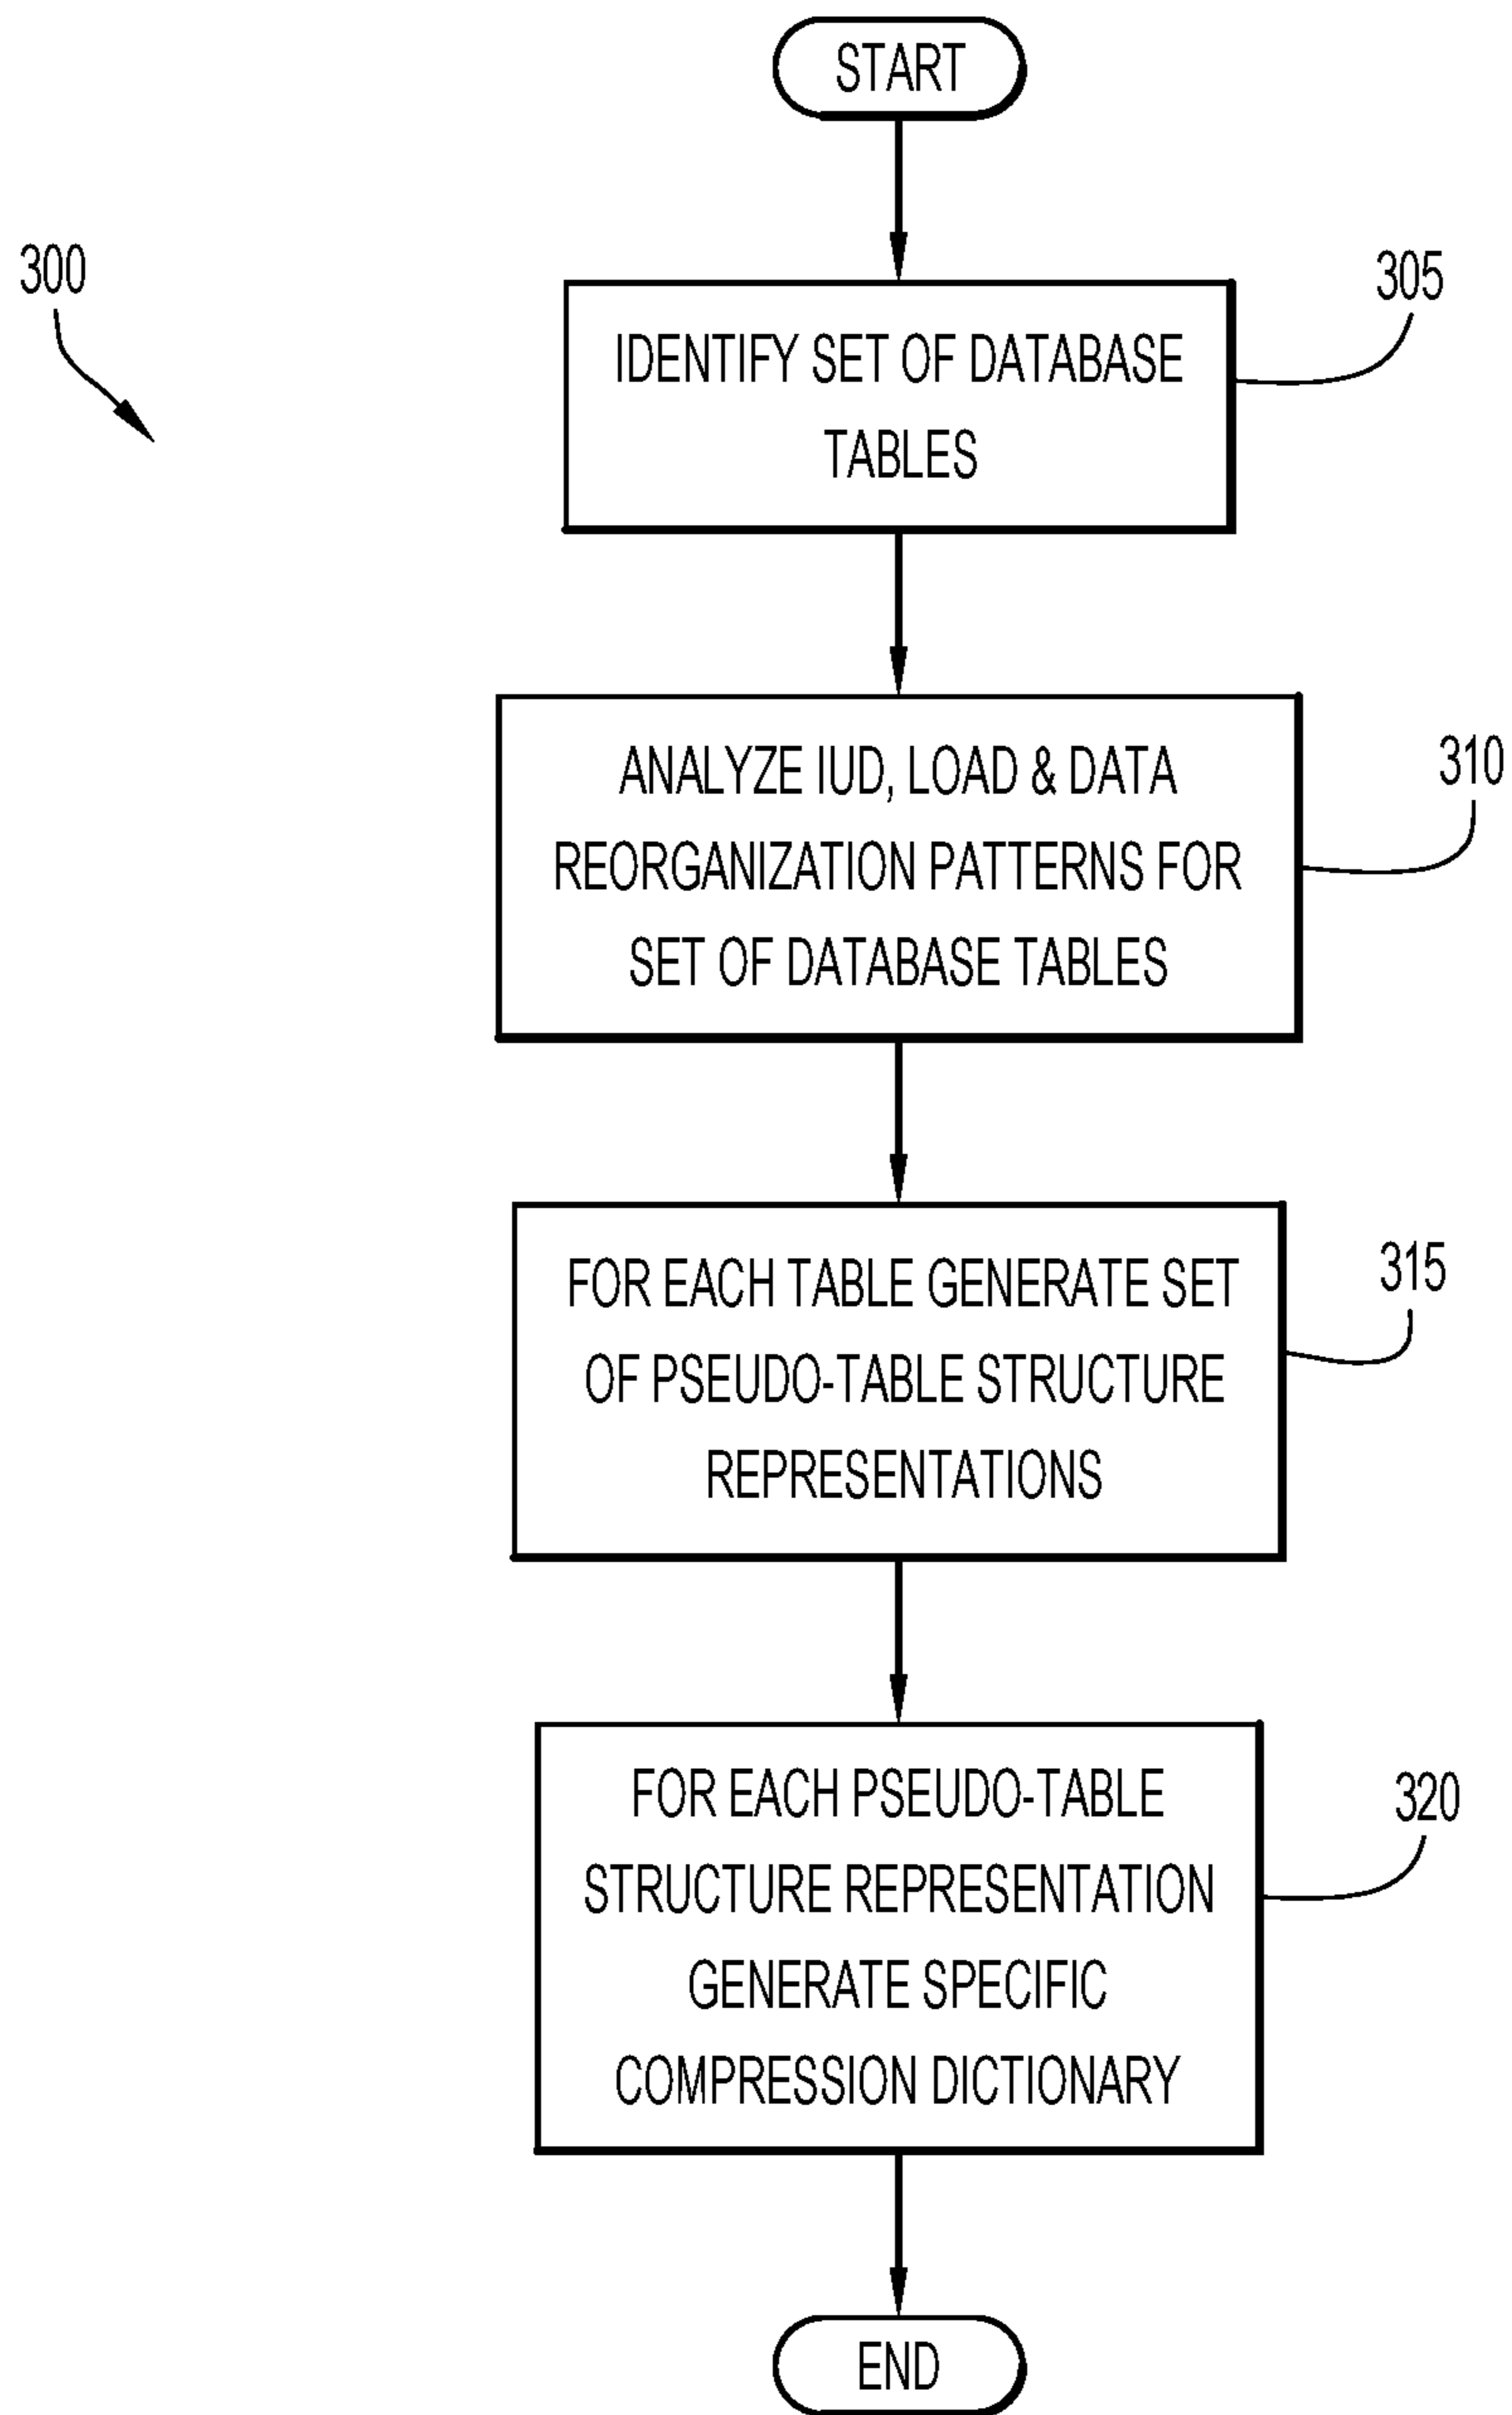 START
300
305
IDENTIFY SET OF DATABASE
TABLES
310
ANALYZE IUD, LOAD & DATA
REORGANIZATION PATTERNS FOR
SET OF DATABASE TABLES
315
FOR EACH TABLE GENERATE SET
OF PSEUDO-TABLE STRUCTURE
REPRESENTATIONS
320
FOR EACH PSEUDO-TABLE
STRUCTURE REPRESENTATION
GENERATE SPECIFIC
COMPRESSION DICTIONARY
END